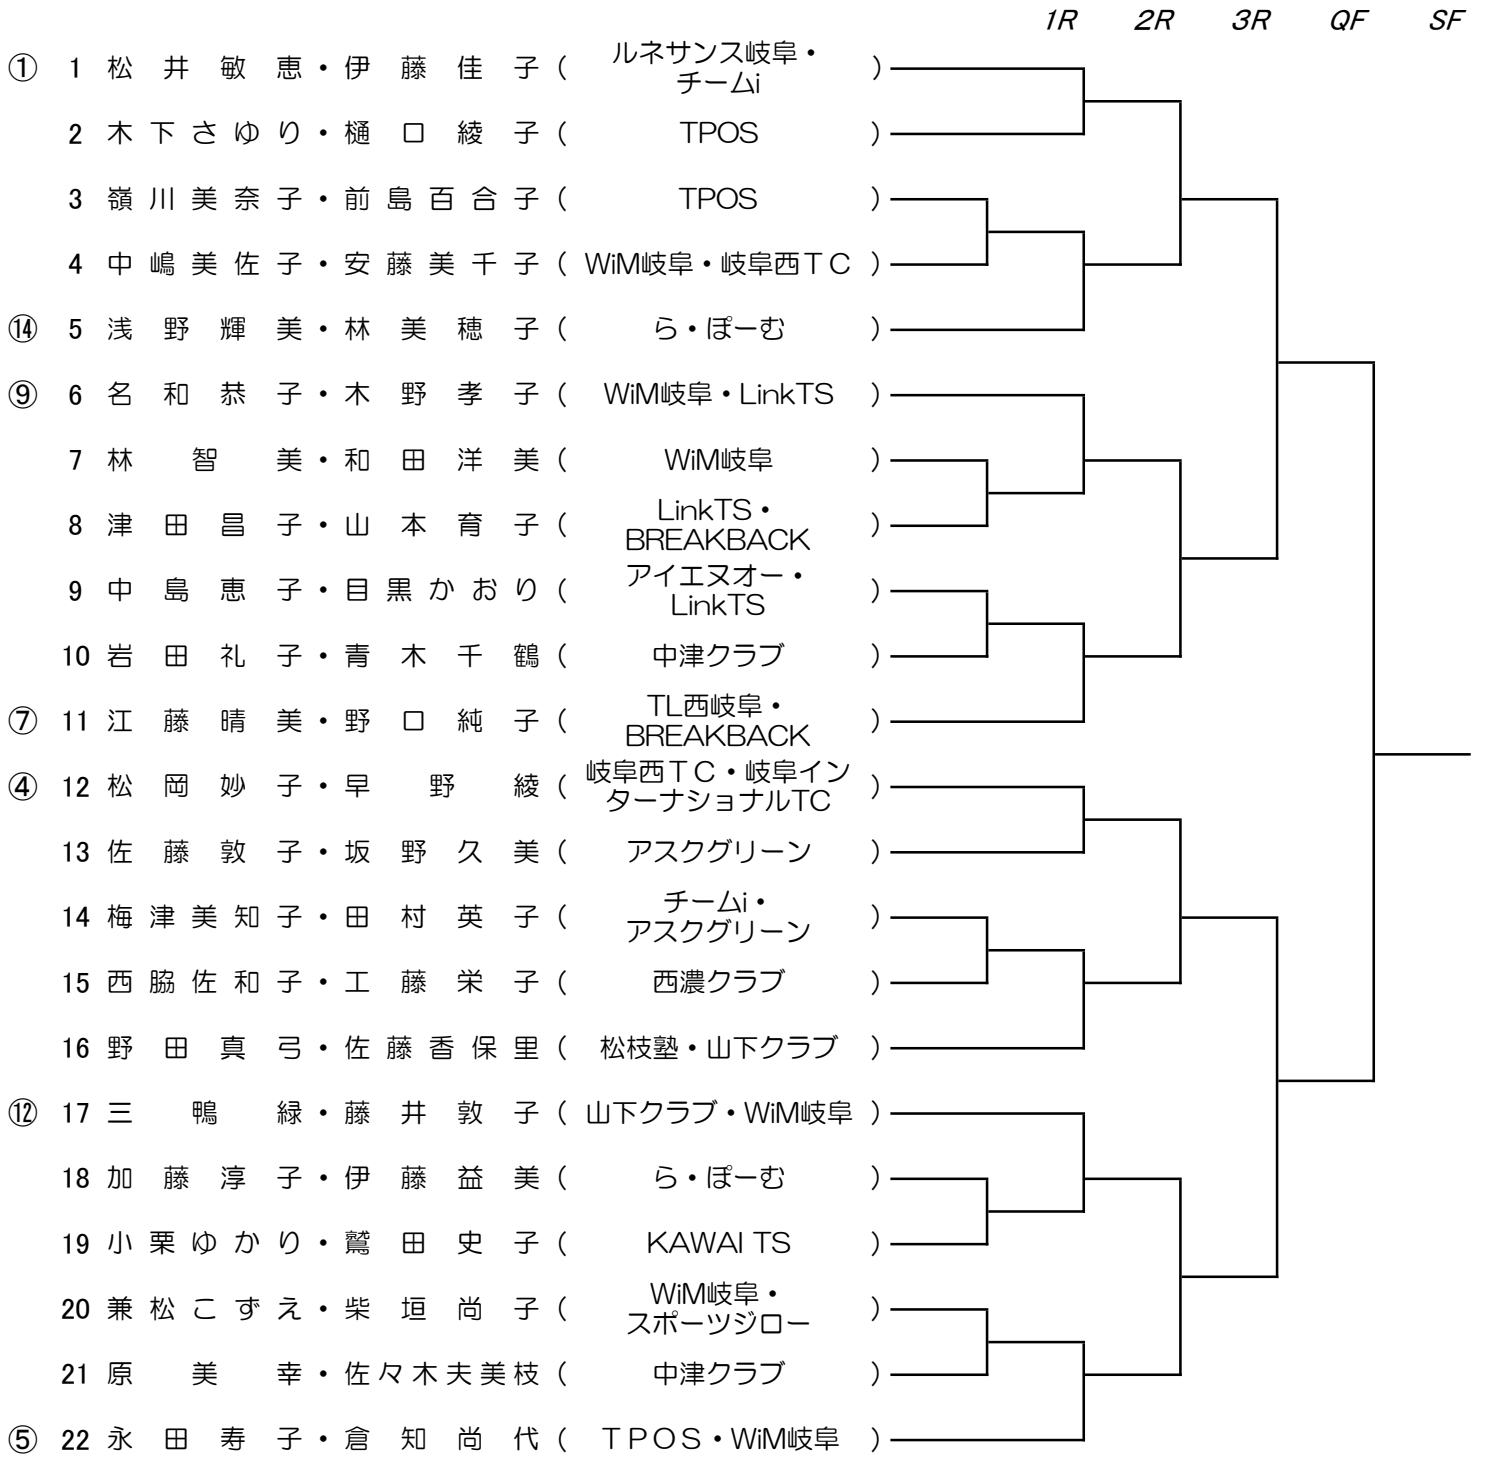 1R 2R 3R QF SF
① 1 松井敏恵・伊藤佳子( ルネサンス岐阜・チームi )
2 木下さゆり・樋口綾子( TPOS )
3 嶺川美奈子・前島百合子( TPOS )
4 中嶋美佐子・安藤美千子( WiM岐阜・岐阜西TC )
⑭ 5 浅野輝美・林美穂子( ら・ぽーむ )
⑨ 6 名和恭子・木野孝子( WiM岐阜・LinkTS )
7 林智美・和田洋美( WiM岐阜 )
8 津田昌子・山本育子( LinkTS・BREAKBACK )
9 中島恵子・目黒かおり( アイエヌオー・LinkTS )
10 岩田礼子・青木千鶴( 中津クラブ )
⑦ 11 江藤晴美・野口純子( TL西岐阜・BREAKBACK )
④ 12 松岡妙子・早野綾( 岐阜西TC・岐阜インターナショナルTC )
13 佐藤敦子・坂野久美( アスクグリーン )
14 梅津美知子・田村英子( チームi・アスクグリーン )
15 西脇佐和子・工藤栄子( 西濃クラブ )
16 野田真弓・佐藤香保里( 松枝塾・山下クラブ )
⑫ 17 三鴨緑・藤井敦子( 山下クラブ・WiM岐阜 )
18 加藤淳子・伊藤益美( ら・ぽーむ )
19 小栗ゆかり・鷲田史子( KAWAI TS )
20 兼松こずえ・柴垣尚子( WiM岐阜・スポーツジロー )
21 原美幸・佐々木夫美枝( 中津クラブ )
⑤ 22 永田寿子・倉知尚代( TPOS・WiM岐阜 )